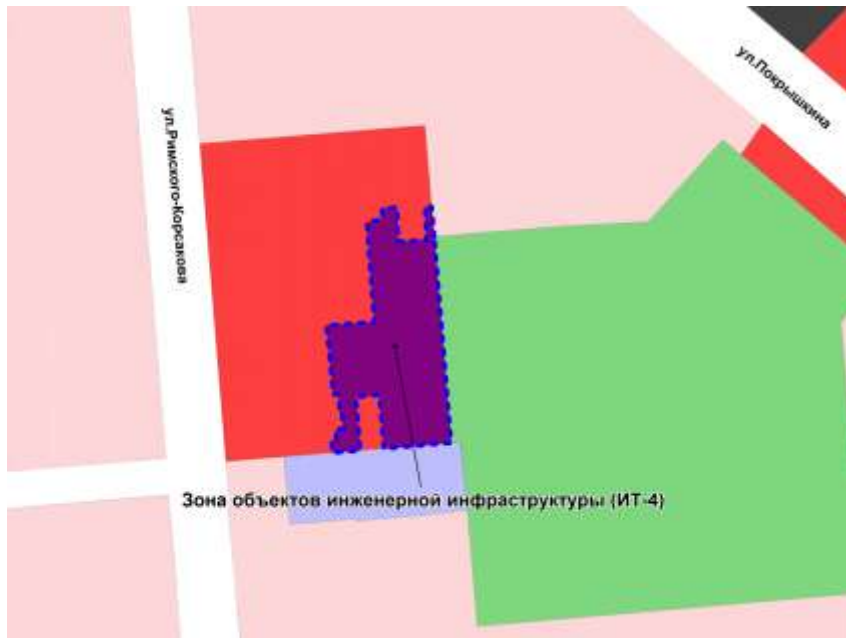 ул.Покрышкина
ул.Римского-Корсакова
Зона объектов инженерной инфраструктуры (ИТ-4)